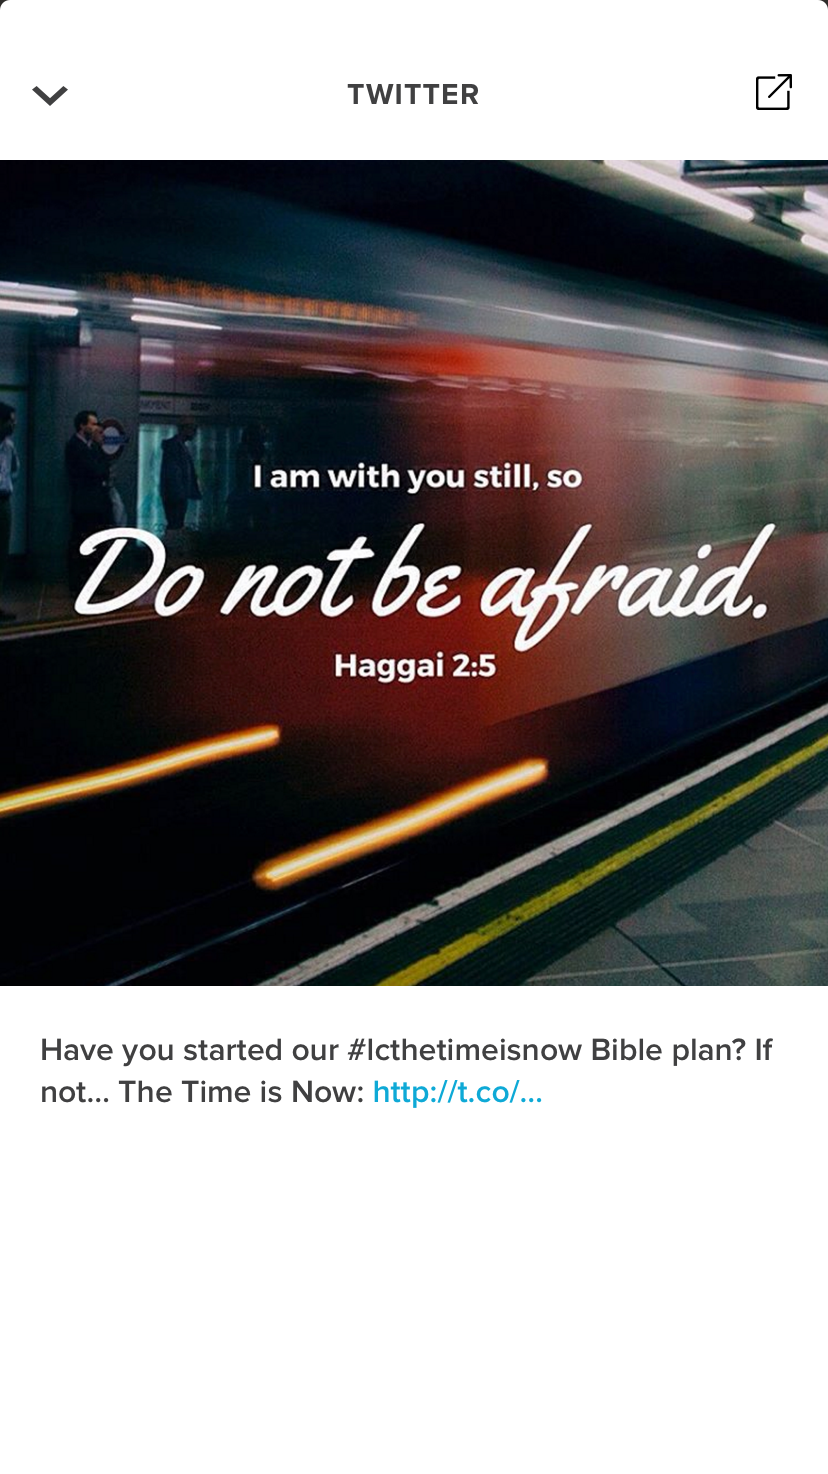 TWITTER
I am with you still, so
Do not be afraid.
Haggai 2:5
Have you started our #lcthetimeisnow Bible plan? If
not... The Time is Now: http://t.co/...